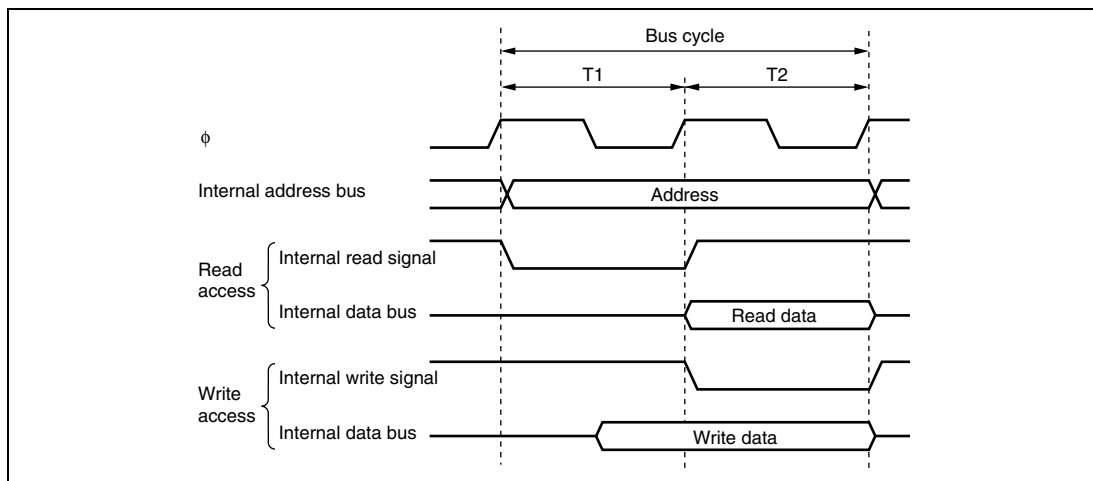 Bus cycle
T1 T2
ϕ
Internal address bus
Address
Read
access
Internal read signal
Internal data bus
Read data
Write
access
Internal write signal
Internal data bus
Write data